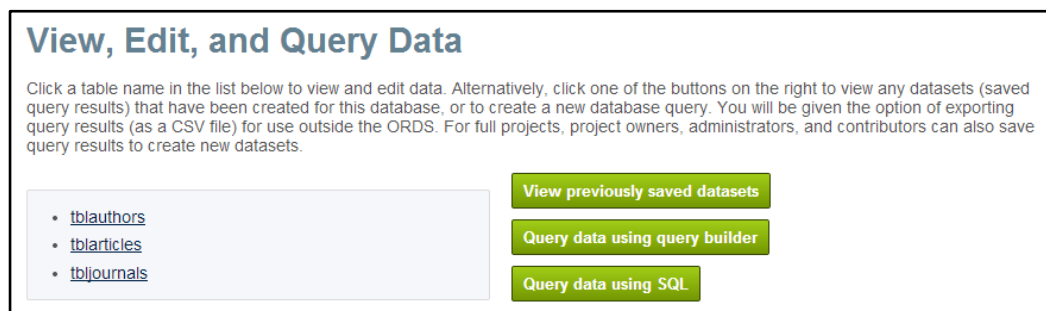 View, Edit, and Query Data
Click a table name in the list below to view and edit data. Alternatively, click one of the buttons on the right to view any datasets (saved
query results) that have been created for this database, or to create a new database query. You will be given the option of exporting
query results (as a CSV file) for use outside the ORDS. For full projects, project owners, administrators, and contributors can also save
query results to create new datasets.
• tblauthors
• tblarticles
• tbljournals
View previously saved datasets
Query data using query builder
Query data using SQL